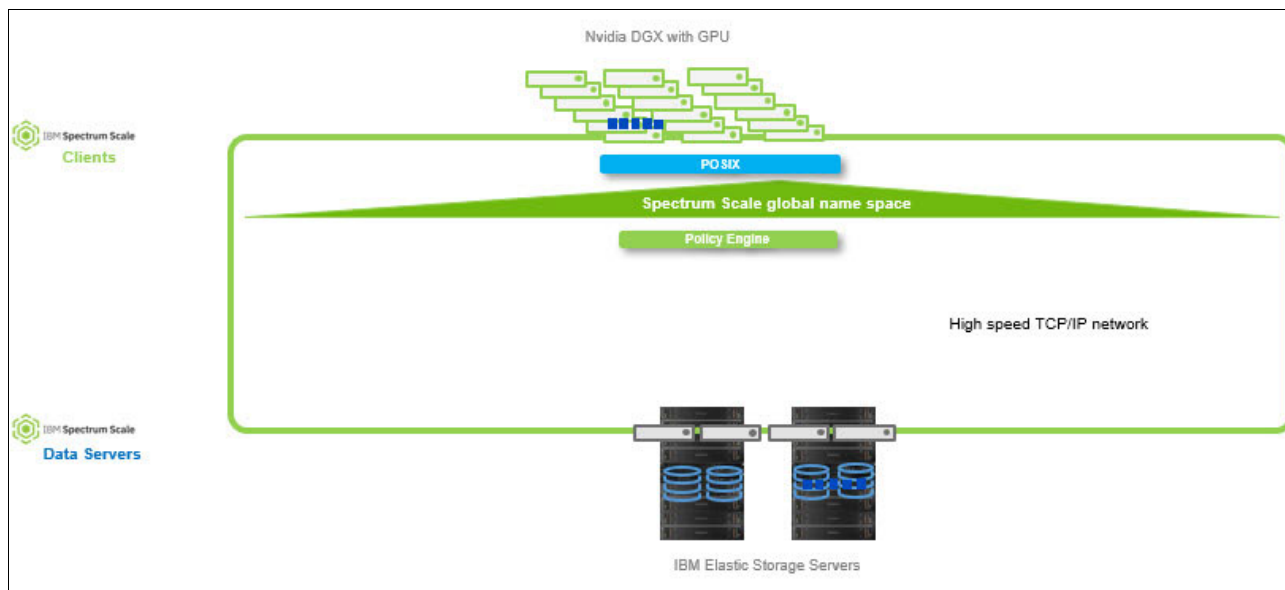 Nvidia DGX with GPU
IBM Spectrum Scale
Clients
POSIX
Spectrum Scale global name space
Policy Engine
High speed TCP/IP network
IBM Spectrum Scale
Data Servers
IBM Elastic Storage Servers